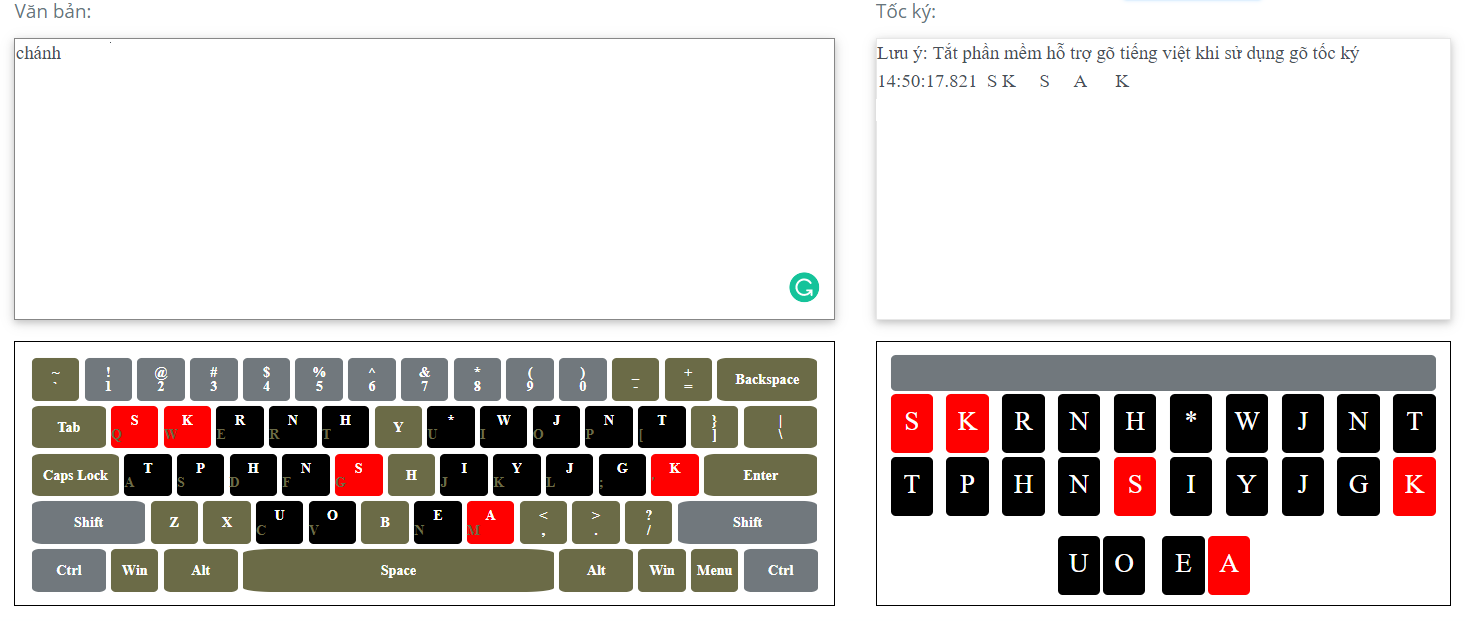 Văn bản:
chánh
Tốc ký:
Lưu ý: Tắt phần mềm hỗ trợ gõ tiếng việt khi sử dụng gõ tốc ký
14:50:17.821 S K S A K
~ ` ! 1 @ 2 # 3 $ 4 % 5 ^ 6 & 7 * 8 ( 9 ) 0 _ - + = Backspace
Tab S Q K W R E N R H T Y * U W I J O N P T [ } ] | \
Caps Lock T A P S H D N F S G H I J Y K J L G ; K ' Enter
Shift Z X U C O V B E N A M < , > . ? / Shift
Ctrl Win Alt Space Alt Win Menu Ctrl
S K R N H * W J N T
T P H N S I Y J G K
U O E A